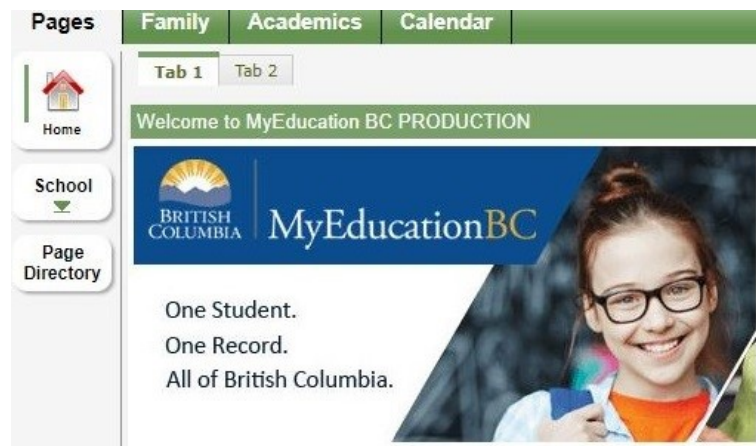 Pages Family Academics Calendar
Tab 1 Tab 2
Home
Welcome to MyEducation BC PRODUCTION
School
Page
Directory
BRITISH
COLUMBIA
MyEducationBC
One Student.
One Record.
All of British Columbia.